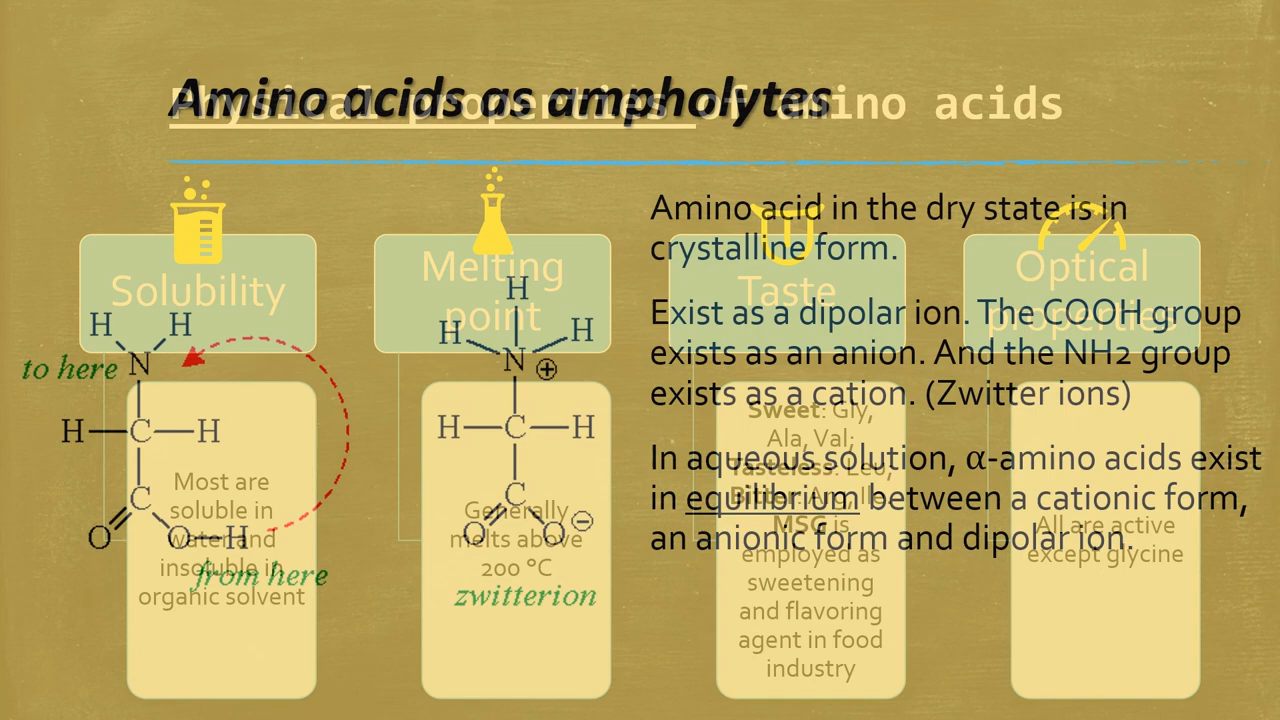 Amino acids as ampholytes
Physical properties of amino acids
Solubility
Most are
soluble in
water and
insoluble in
organic solvent
Melting
point
Generally
melts above
200 °C
Taste
Sweet: Gly,
Ala, Val;
Tasteless: Leu;
Bitter: Arg, Ile.
MSG is
employed as
sweetening
and flavoring
agent in food
industry
Optical
properties
All are active
except glycine
H H
to here N
H C H
C
O O H
from here
H
H H
N ⊕
H C H
C
O O ⊖
zwitterion
Amino acid in the dry state is in
crystalline form.
Exist as a dipolar ion. The COOH group
exists as an anion. And the NH2 group
exists as a cation. (Zwitter ions)
In aqueous solution, α-amino acids exist
in equilibrium between a cationic form,
an anionic form and dipolar ion.